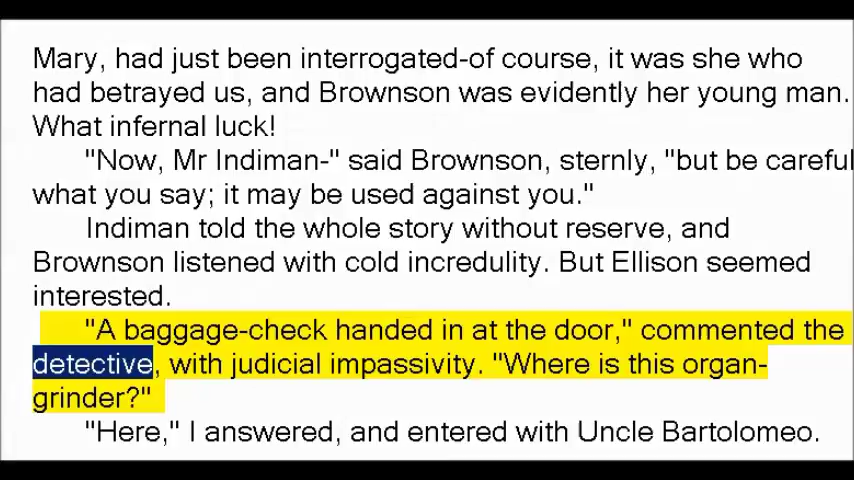 Mary, had just been interrogated-of course, it was she who
had betrayed us, and Brownson was evidently her young man.
What infernal luck!
"Now, Mr Indiman-" said Brownson, sternly, "but be careful
what you say; it may be used against you."
Indiman told the whole story without reserve, and
Brownson listened with cold incredulity. But Ellison seemed
interested.
"A baggage-check handed in at the door," commented the
detective, with judicial impassivity. "Where is this organ-
grinder?"
"Here," I answered, and entered with Uncle Bartolomeo.